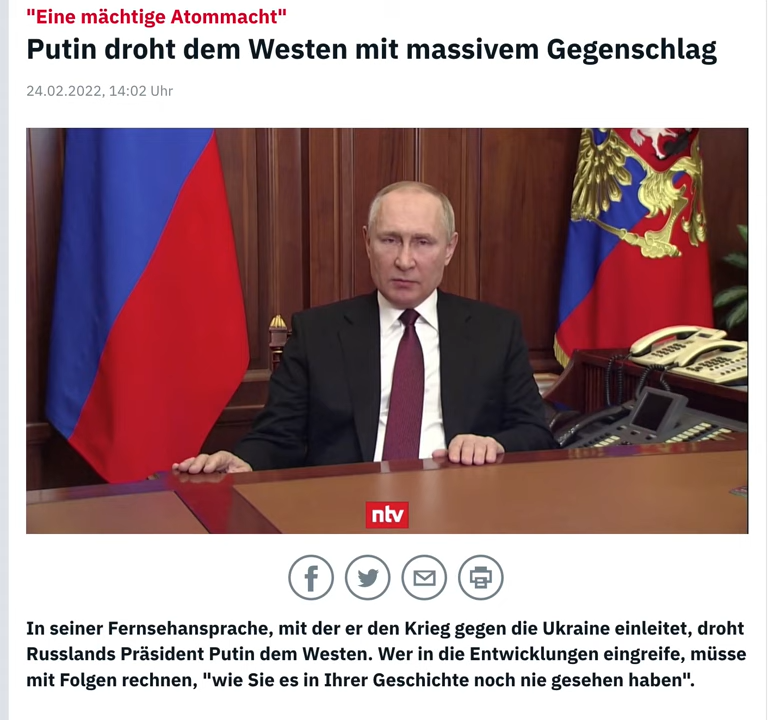 "Eine mächtige Atommacht"
Putin droht dem Westen mit massivem Gegenschlag
24.02.2022, 14:02 Uhr
ntv
In seiner Fernsehansprache, mit der er den Krieg gegen die Ukraine einleitet, droht
Russlands Präsident Putin dem Westen. Wer in die Entwicklungen eingreife, müsse
mit Folgen rechnen, "wie Sie es in Ihrer Geschichte noch nie gesehen haben".